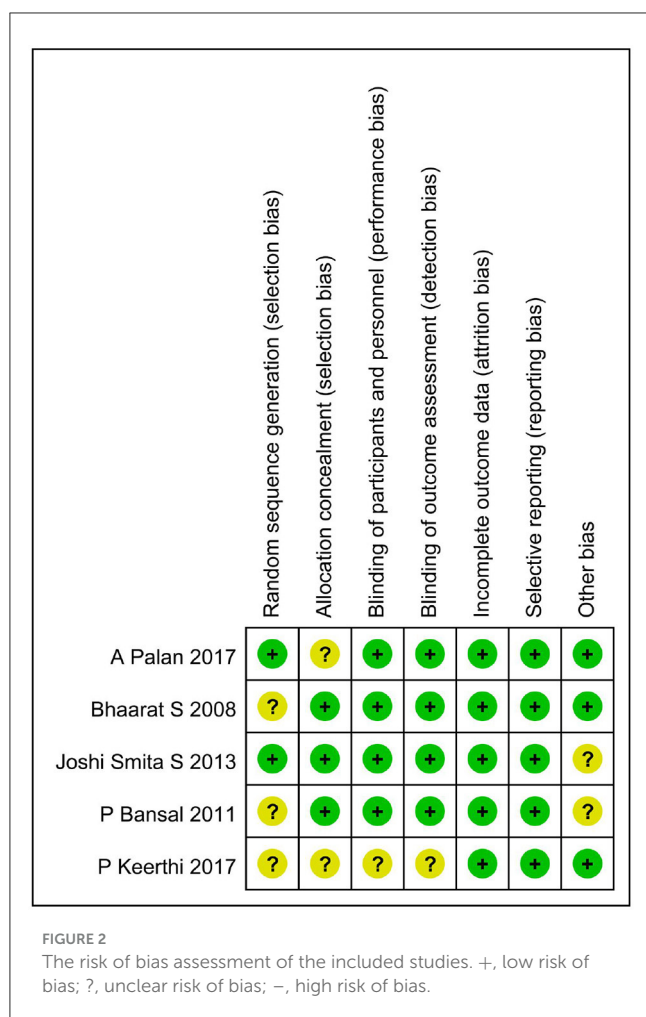 Random sequence generation (selection bias)
Allocation concealment (selection bias)
Blinding of participants and personnel (performance bias)
Blinding of outcome assessment (detection bias)
Incomplete outcome data (attrition bias)
Selective reporting (reporting bias)
Other bias
A Palan 2017 + ? + + + + +
Bhaarat S 2008 ? + + + + + +
Joshi Smita S 2013 + + + + + + ?
P Bansal 2011 ? + + + + + ?
P Keerthi 2017 ? ? ? ? + + +
FIGURE 2
The risk of bias assessment of the included studies. +, low risk of
bias; ?, unclear risk of bias; –, high risk of bias.